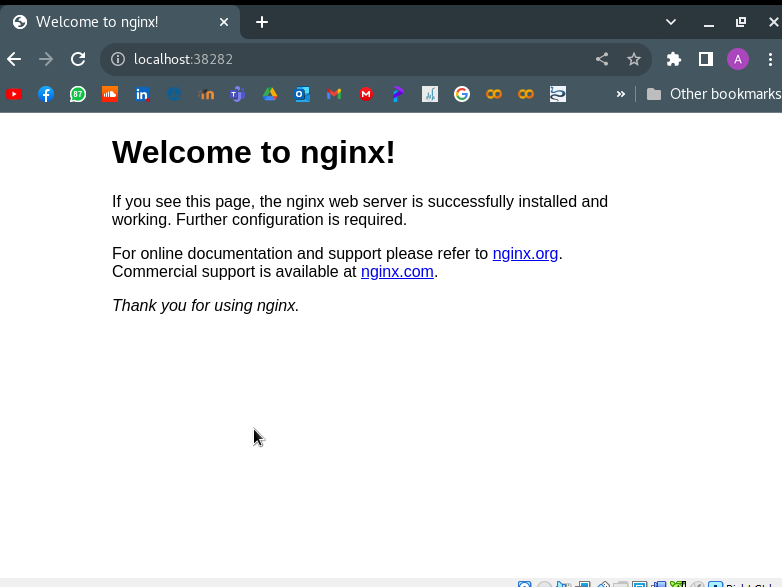 Welcome to nginx!
localhost:38282
A
87
in
Other bookmarks
Welcome to nginx!
If you see this page, the nginx web server is successfully installed and
working. Further configuration is required.
For online documentation and support please refer to nginx.org.
Commercial support is available at nginx.com.
Thank you for using nginx.